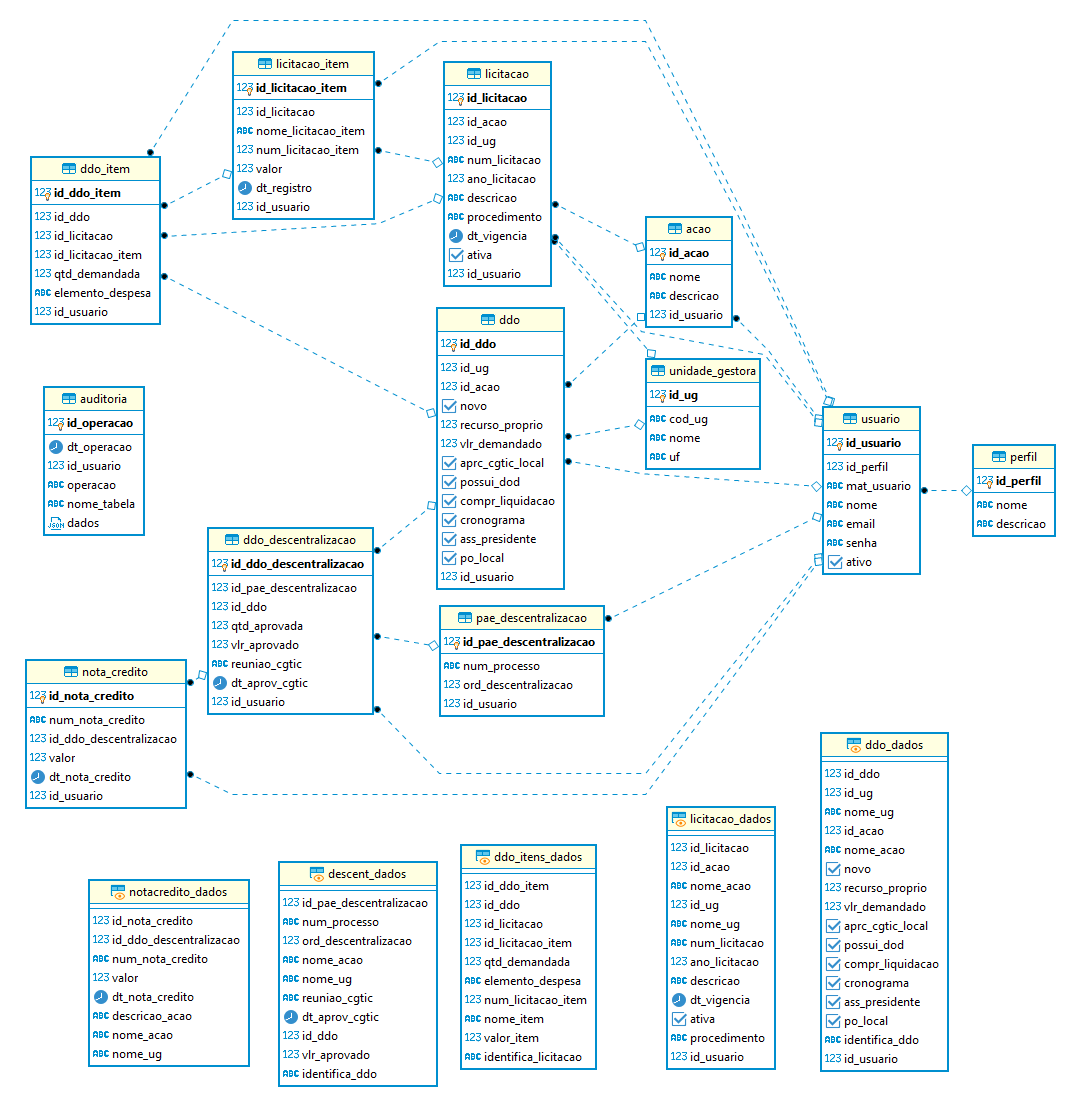 licitacao_item
123 id_licitacao_item
123 id_licitacao
ABC nome_licitacao_item
123 num_licitacao_item
123 valor
dt_registro
123 id_usuario
licitacao
123 id_licitacao
123 id_acao
123 id_ug
ABC num_licitacao
123 ano_licitacao
ABC descricao
ABC procedimento
dt_vigencia
ativa
123 id_usuario
ddo_item
123 id_ddo_item
123 id_ddo
123 id_licitacao
123 id_licitacao_item
123 qtd_demandada
ABC elemento_despesa
123 id_usuario
acao
123 id_acao
ABC nome
ABC descricao
123 id_usuario
ddo
123 id_ddo
123 id_ug
123 id_acao
novo
123 recurso_proprio
123 vlr_demandado
aprc_cgtic_local
possui_dod
compr_liquidacao
cronograma
ass_presidente
po_local
123 id_usuario
unidade_gestora
123 id_ug
ABC cod_ug
ABC nome
ABC uf
auditoria
123 id_operacao
dt_operacao
123 id_usuario
ABC operacao
ABC nome_tabela
JSON dados
usuario
123 id_usuario
123 id_perfil
ABC mat_usuario
ABC nome
ABC email
ABC senha
ativo
perfil
123 id_perfil
ABC nome
ABC descricao
ddo_descentralizacao
123 id_ddo_descentralizacao
123 id_pae_descentralizacao
123 id_ddo
123 qtd_aprovada
123 vlr_aprovado
ABC reuniao_cgtic
dt_aprov_cgtic
123 id_usuario
pae_descentralizacao
123 id_pae_descentralizacao
ABC num_processo
123 ord_descentralizacao
123 id_usuario
nota_credito
123 id_nota_credito
ABC num_nota_credito
123 id_ddo_descentralizacao
123 valor
dt_nota_credito
123 id_usuario
notacredito_dados
123 id_nota_credito
123 id_ddo_descentralizacao
ABC num_nota_credito
123 valor
dt_nota_credito
ABC descricao_acao
ABC nome_acao
ABC nome_ug
descent_dados
123 id_pae_descentralizacao
ABC num_processo
123 ord_descentralizacao
ABC nome_acao
ABC nome_ug
ABC reuniao_cgtic
dt_aprov_cgtic
123 id_ddo
123 vlr_aprovado
ABC identifica_ddo
ddo_itens_dados
123 id_ddo_item
123 id_ddo
123 id_licitacao
123 id_licitacao_item
123 qtd_demandada
ABC elemento_despesa
123 num_licitacao_item
ABC nome_item
123 valor_item
ABC identifica_licitacao
licitacao_dados
123 id_licitacao
123 id_acao
ABC nome_acao
123 id_ug
ABC nome_ug
ABC num_licitacao
123 ano_licitacao
ABC descricao
dt_vigencia
ativa
ABC procedimento
123 id_usuario
ddo_dados
123 id_ddo
123 id_ug
ABC nome_ug
123 id_acao
ABC nome_acao
novo
123 recurso_proprio
123 vlr_demandado
aprc_cgtic_local
possui_dod
compr_liquidacao
cronograma
ass_presidente
po_local
ABC identifica_ddo
123 id_usuario